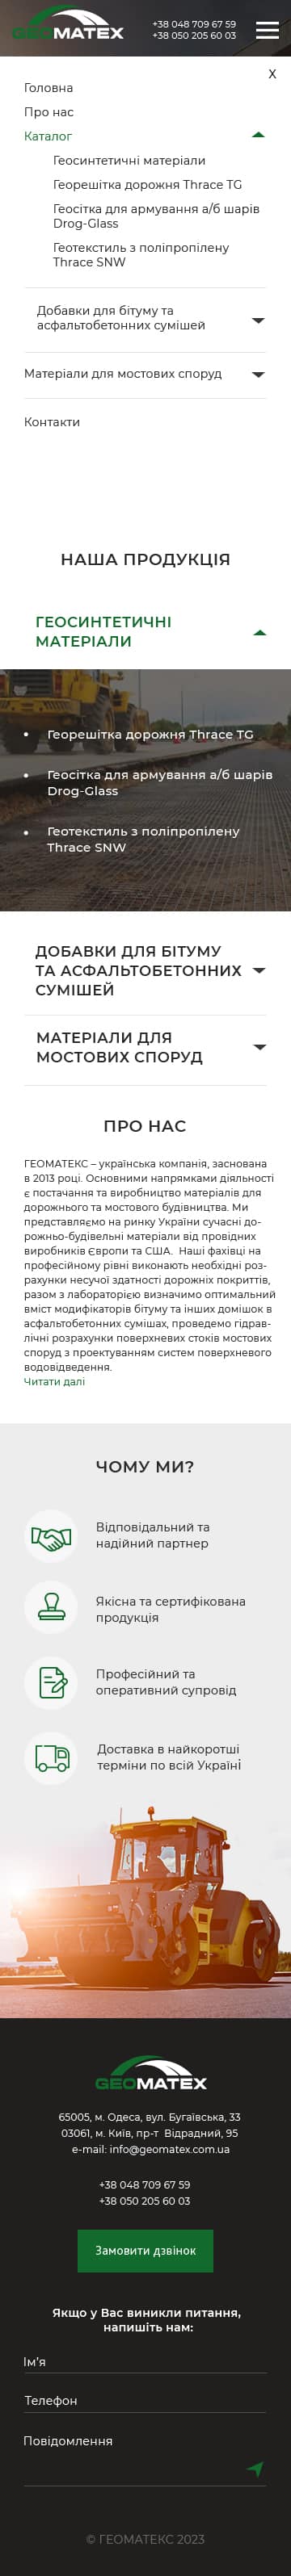 GEOMATEX
+38 048 709 67 59
+38 050 205 60 03
X
Головна
Про нас
Каталог
Геосинтетичні матеріали
Георешітка дорожня Thrace TG
Геосітка для армування а/б шарів
Drog-Glass
Геотекстиль з поліпропілену
Thrace SNW
Добавки для бітуму та
асфальтобетонних сумішей
Матеріали для мостових споруд
Контакти
НАША ПРОДУКЦІЯ
ГЕОСИНТЕТИЧНІ
МАТЕРІАЛИ
• Георешітка дорожня Thrace TG
• Геосітка для армування а/б шарів
Drog-Glass
• Геотекстиль з поліпропілену
Thrace SNW
ДОБАВКИ ДЛЯ БІТУМУ
ТА АСФАЛЬТОБЕТОННИХ
СУМІШЕЙ
МАТЕРІАЛИ ДЛЯ
МОСТОВИХ СПОРУД
ПРО НАС
ГЕОМАТЕКС – українська компанія, заснована
в 2013 році. Основними напрямками діяльності
є постачання та виробництво матеріалів для
дорожнього та мостового будівництва. Ми
представляємо на ринку України сучасні до-
рожньо-будівельні матеріали від провідних
виробників Європи та США. Наші фахівці на
професійному рівні виконають необхідні роз-
рахунки несучої здатності дорожніх покриттів,
разом з лабораторією визначимо оптимальний
вміст модифікаторів бітуму та інших домішок в
асфальтобетонних сумішах, проведемо гідрав-
лічні розрахунки поверхневих стоків мостових
споруд з проектуванням систем поверхневого
водовідведення.
Читати далі
ЧОМУ МИ?
Відповідальний та
надійний партнер
Якісна та сертифікована
продукція
Професійний та
оперативний супровід
Доставка в найкоротші
терміни по всій Україні
GEOMATEX
65005, м. Одеса, вул. Бугаївська, 33
03061, м. Київ, пр-т Відрадний, 95
e-mail: info@geomatex.com.ua
+38 048 709 67 59
+38 050 205 60 03
Замовити дзвінок
Якщо у Вас виникли питання,
напишіть нам:
Ім’я
Телефон
Повідомлення
© ГЕОМАТЕКС 2023